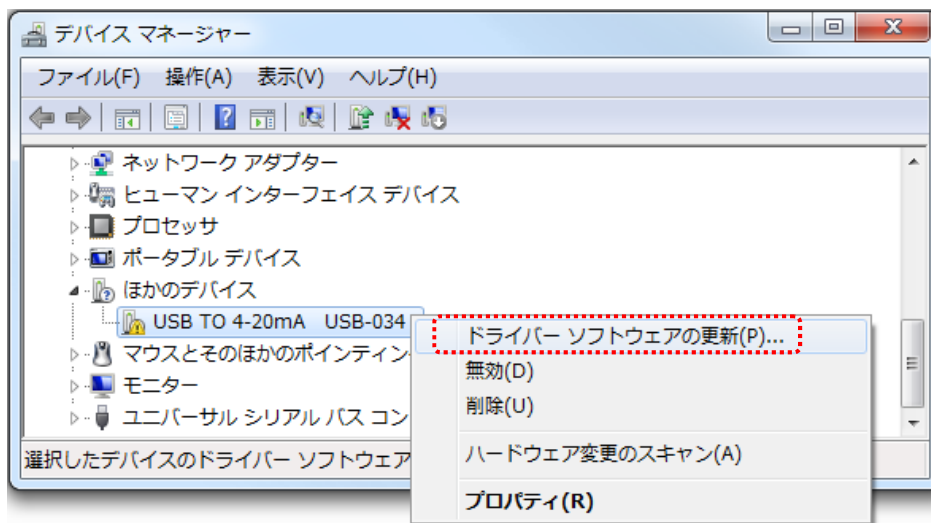 デバイス マネージャー
ファイル(F) 操作(A) 表示(V) ヘルプ(H)
ネットワーク アダプター
ヒューマン インターフェイス デバイス
プロセッサ
ポータブル デバイス
ほかのデバイス
USB TO 4-20mA USB-034
マウスとそのほかのポインティン
モニター
ユニバーサル シリアル バス コン
選択したデバイスのドライバー ソフトウェア
ドライバー ソフトウェアの更新(P)...
無効(D)
削除(U)
ハードウェア変更のスキャン(A)
プロパティ(R)